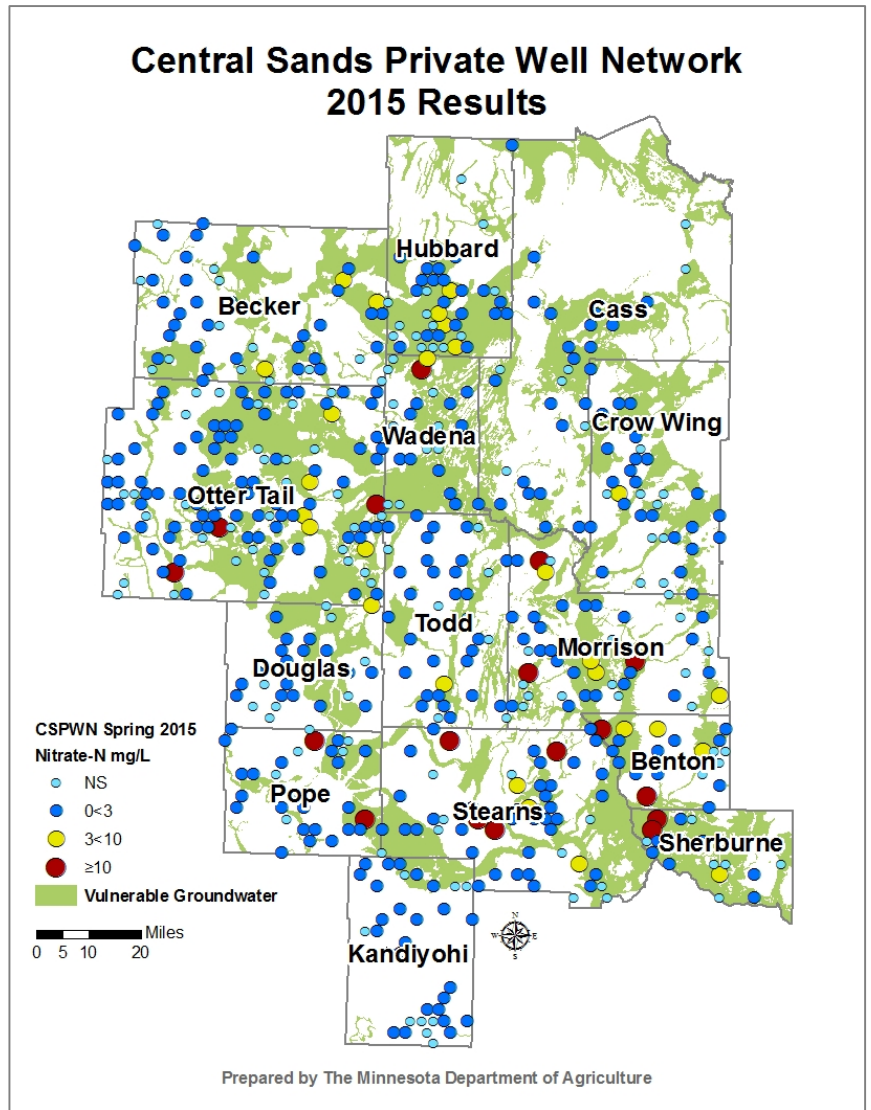 Central Sands Private Well Network
2015 Results
Hubbard
Becker
Cass
Crow Wing
Wadena
Otter Tail
Todd
Morrison
Douglas
CSPWN Spring 2015
Nitrate-N mg/L
NS
0<3
3<10
≥10
Vulnerable Groundwater
Miles
0 5 10 20
Benton
Pope
Stearns
Sherburne
Kandiyohi
N
W E
S
Prepared by The Minnesota Department of Agriculture